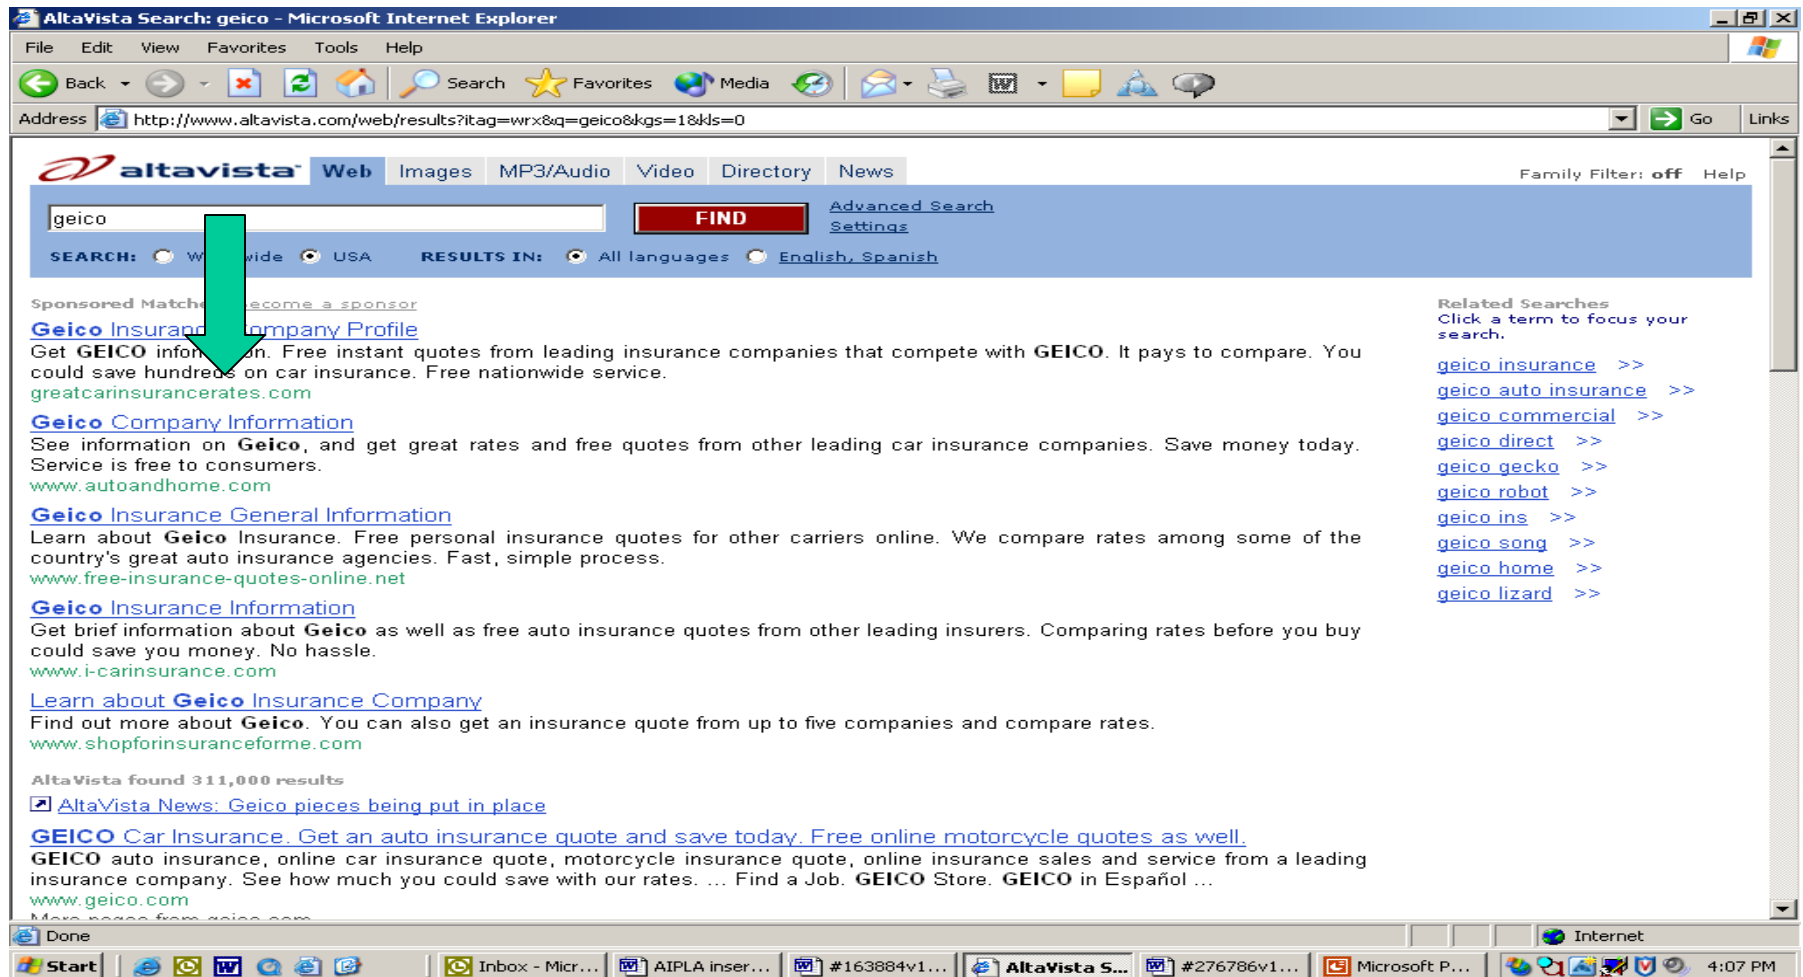 AltaVista Search: geico - Microsoft Internet Explorer
File Edit View Favorites Tools Help
Back Search Favorites Media
Address http://www.altavista.com/web/results?itag=wrx&q=geico&kgs=1&kls=0 Go Links
altavista Web Images MP3/Audio Video Directory News
Family Filter: off Help
geico FIND Advanced Search
Settings
SEARCH: USA RESULTS IN: All languages English, Spanish
Sponsored a sponsor
Geico Company Profile
Get GEICO Free instant quotes from leading insurance companies that compete with GEICO. It pays to compare. You
could save hundreds on car insurance. Free nationwide service.
greatcarinsurancerates.com
Geico Company Information
See information on Geico, and get great rates and free quotes from other leading car insurance companies. Save money today.
Service is free to consumers.
www.autoandhome.com
Geico Insurance General Information
Learn about Geico Insurance. Free personal insurance quotes for other carriers online. We compare rates among some of the
country's great auto insurance agencies. Fast, simple process.
www.free-insurance-quotes-online.net
Geico Insurance Information
Get brief information about Geico as well as free auto insurance quotes from other leading insurers. Comparing rates before you buy
could save you money. No hassle.
www.i-carinsurance.com
Learn about Geico Insurance Company
Find out more about Geico. You can also get an insurance quote from up to five companies and compare rates.
www.shopforinsuranceforme.com
AltaVista found 311,000 results
AltaVista News: Geico pieces being put in place
GEICO Car Insurance. Get an auto insurance quote and save today. Free online motorcycle quotes as well.
GEICO auto insurance, online car insurance quote, motorcycle insurance quote, online insurance sales and service from a leading
insurance company. See how much you could save with our rates. ... Find a Job. GEICO Store. GEICO in Español ...
www.geico.com
More pages from geico.com
Related Searches
Click a term to focus your
search.
geico insurance >>
geico auto insurance >>
geico commercial >>
geico direct >>
geico gecko >>
geico robot >>
geico ins >>
geico song >>
geico home >>
geico lizard >>
Done Internet
Start Inbox - Micr... AIPLA inser... #163884v1... AltaVista S... #276786v1... Microsoft P... 4:07 PM